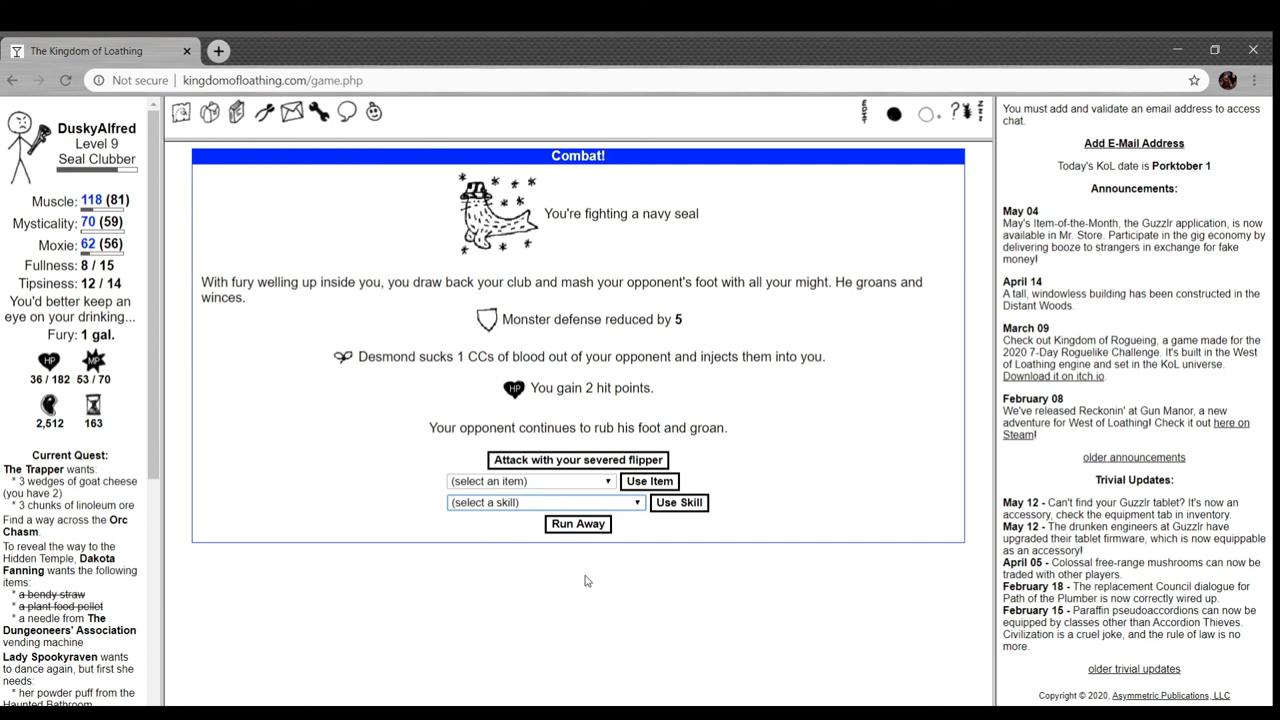 The Kingdom of Loathing
Not secure | kingdomofloathing.com/game.php
DuskyAlfred
Level 9
Seal Clubber
Muscle: 118 (81)
Mysticality: 70 (59)
Moxie: 62 (56)
Fullness: 8 / 15
Tipsiness: 12 / 14
You'd better keep an
eye on your drinking...
Fury: 1 gal.
HP MP
36 / 182 53 / 70
2,512 163
Current Quest:
The Trapper wants:
* 3 wedges of goat cheese
(you have 2)
* 3 chunks of linoleum ore
Find a way across the Orc
Chasm.
To reveal the way to the
Hidden Temple, Dakota
Fanning wants the following
items:
* a bendy straw
* a plant food pellet
* a needle from The
Dungeoneers' Association
vending machine
Lady Spookyraven wants
to dance again, but first she
needs:
* her powder puff from the
Haunted Bathroom
Combat!
You're fighting a navy seal
With fury welling up inside you, you draw back your club and mash your opponent's foot with all your might. He groans and
winces.
Monster defense reduced by 5
Desmond sucks 1 CCs of blood out of your opponent and injects them into you.
HP You gain 2 hit points.
Your opponent continues to rub his foot and groan.
Attack with your severed flipper
(select an item) Use Item
(select a skill) Use Skill
Run Away
You must add and validate an email address to access
chat.
Add E-Mail Address
Today's KoL date is Porktober 1
Announcements:
May 04
May's Item-of-the-Month, the Guzzlr application, is now
available in Mr. Store. Participate in the gig economy by
delivering booze to strangers in exchange for fake
money!
April 14
A tall, windowless building has been constructed in the
Distant Woods.
March 09
Check out Kingdom of Rogueing, a game made for the
2020 7-Day Roguelike Challenge. It's built in the West
of Loathing engine and set in the KoL universe.
Download it on itch.io.
February 08
We've released Reckonin' at Gun Manor, a new
adventure for West of Loathing! Check it out here on
Steam!
older announcements
Trivial Updates:
May 12 - Can't find your Guzzlr tablet? It's now an
accessory, check the equipment tab in inventory.
May 12 - The drunken engineers at Guzzlr have
upgraded their tablet firmware, which is now equippable
as an accessory!
April 05 - Colossal free-range mushrooms can now be
traded with other players.
February 18 - The replacement Council dialogue for
Path of the Plumber is now correctly wired up.
February 15 - Paraffin pseudoaccordions can now be
equipped by classes other than Accordion Thieves.
Civilization is a cruel joke, and the rule of law is no
more.
older trivial updates
Copyright © 2020, Asymmetric Publications, LLC